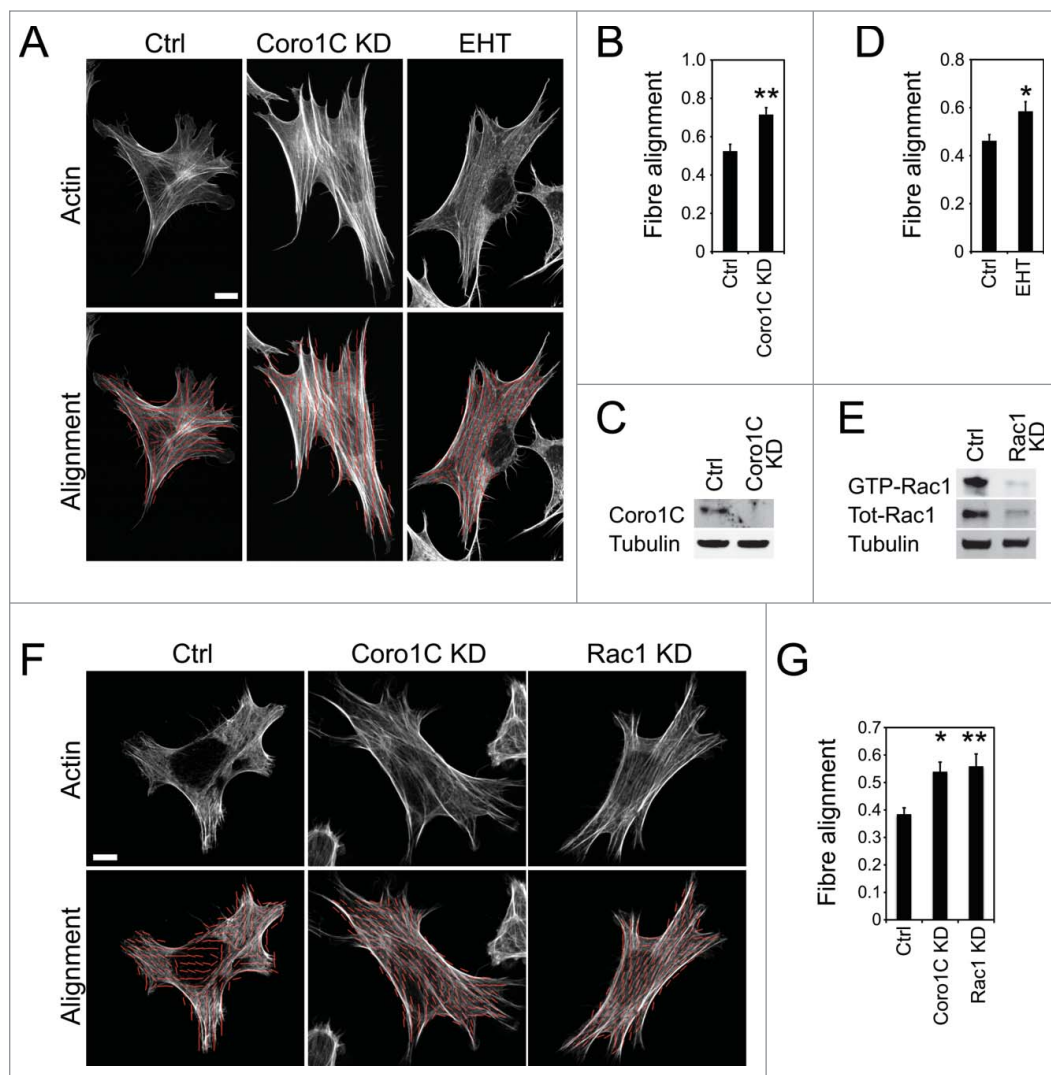 A
Ctrl
Coro1C KD
EHT
Actin
Alignment
B
Fibre alignment
1.0
0.8
0.6
0.4
0.2
0
**
Ctrl
Coro1C KD
D
Fibre alignment
0.8
0.6
0.4
0.2
0
*
Ctrl
EHT
C
Ctrl
Coro1C
KD
Coro1C
Tubulin
E
Ctrl
Rac1
KD
GTP-Rac1
Tot-Rac1
Tubulin
F
Ctrl
Coro1C KD
Rac1 KD
Actin
Alignment
G
Fibre alignment
0.7
0.6
0.5
0.4
0.3
0.2
0.1
0
*
**
Ctrl
Coro1C KD
Rac1 KD